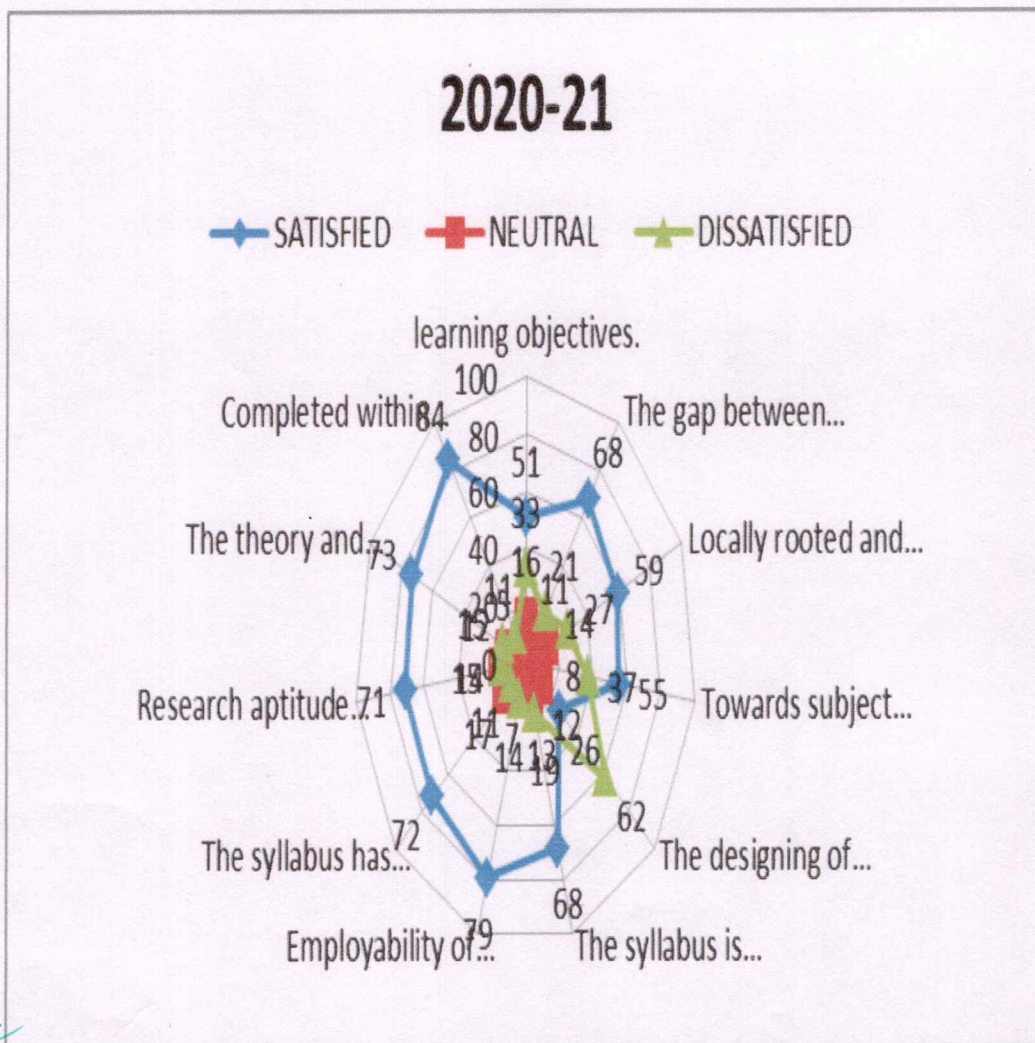 2020-21
SATISFIED NEUTRAL DISSATISFIED
learning objectives.
100
Completed within
84
The gap between...
80
51
68
60
33
The theory and...
73
40
Locally rooted and...
59
16
21
11
11
27
14
0
8
Research aptitude...
71
37
55
Towards subject...
12
26
11
17
7
14
13
19
62
72
The syllabus has...
The designing of...
68
79
Employability of...
The syllabus is...